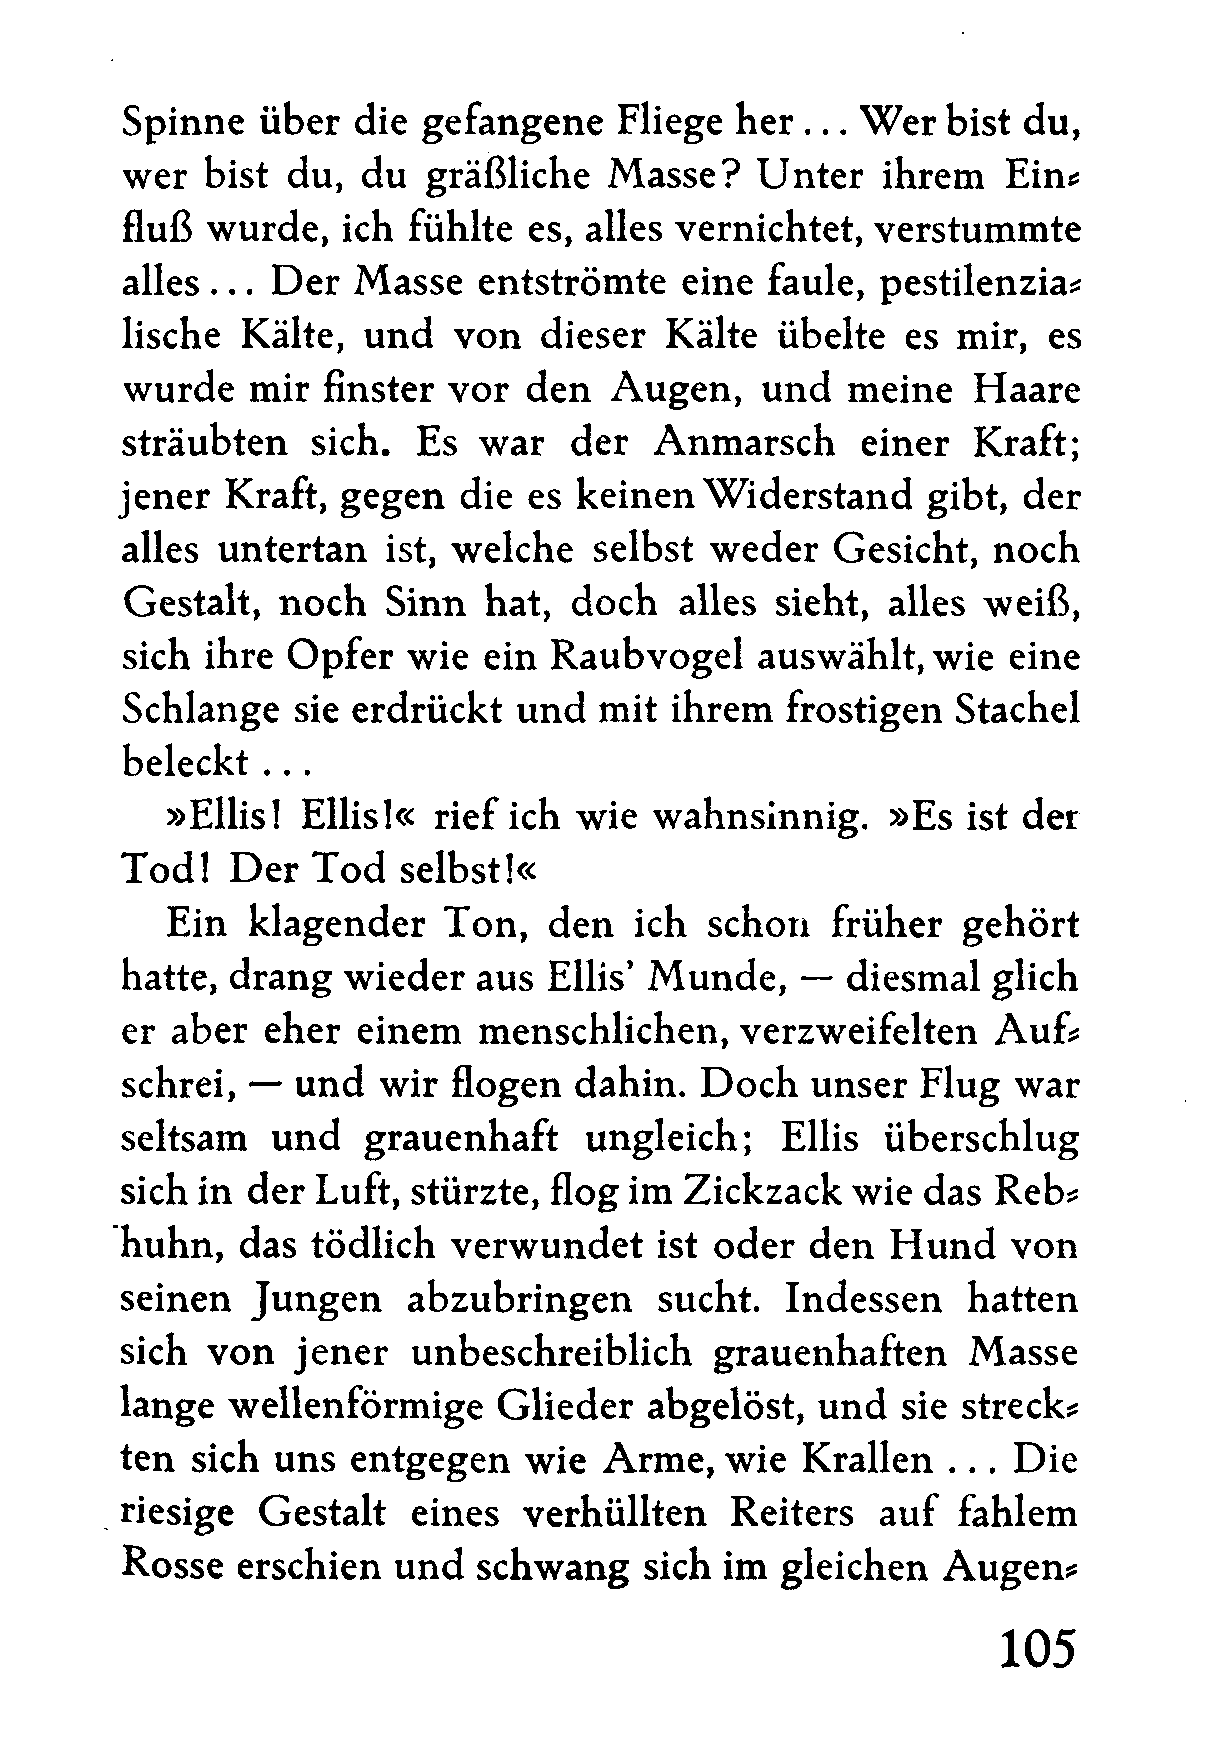 Spinne über die gefangene Fliege her ... Wer bist du,
wer bist du, du gräßliche Masse? Unter ihrem Ein⸗
fluß wurde, ich fühlte es, alles vernichtet, verstummte
alles ... Der Masse entströmte eine faule, pestilenzia⸗
lische Kälte, und von dieser Kälte übelte es mir, es
wurde mir finster vor den Augen, und meine Haare
sträubten sich. Es war der Anmarsch einer Kraft;
jener Kraft, gegen die es keinen Widerstand gibt, der
alles untertan ist, welche selbst weder Gesicht, noch
Gestalt, noch Sinn hat, doch alles sieht, alles weiß,
sich ihre Opfer wie ein Raubvogel auswählt, wie eine
Schlange sie erdrückt und mit ihrem frostigen Stachel
beleckt ...
»Ellis! Ellis!« rief ich wie wahnsinnig. »Es ist der
Tod! Der Tod selbst!«
Ein klagender Ton, den ich schon früher gehört
hatte, drang wieder aus Ellis’ Munde, — diesmal glich
er aber eher einem menschlichen, verzweifelten Auf⸗
schrei, — und wir flogen dahin. Doch unser Flug war
seltsam und grauenhaft ungleich; Ellis überschlug
sich in der Luft, stürzte, flog im Zickzack wie das Reb⸗
huhn, das tödlich verwundet ist oder den Hund von
seinen Jungen abzubringen sucht. Indessen hatten
sich von jener unbeschreiblich grauenhaften Masse
lange wellenförmige Glieder abgelöst, und sie streck⸗
ten sich uns entgegen wie Arme, wie Krallen ... Die
riesige Gestalt eines verhüllten Reiters auf fahlem
Rosse erschien und schwang sich im gleichen Augen⸗
105